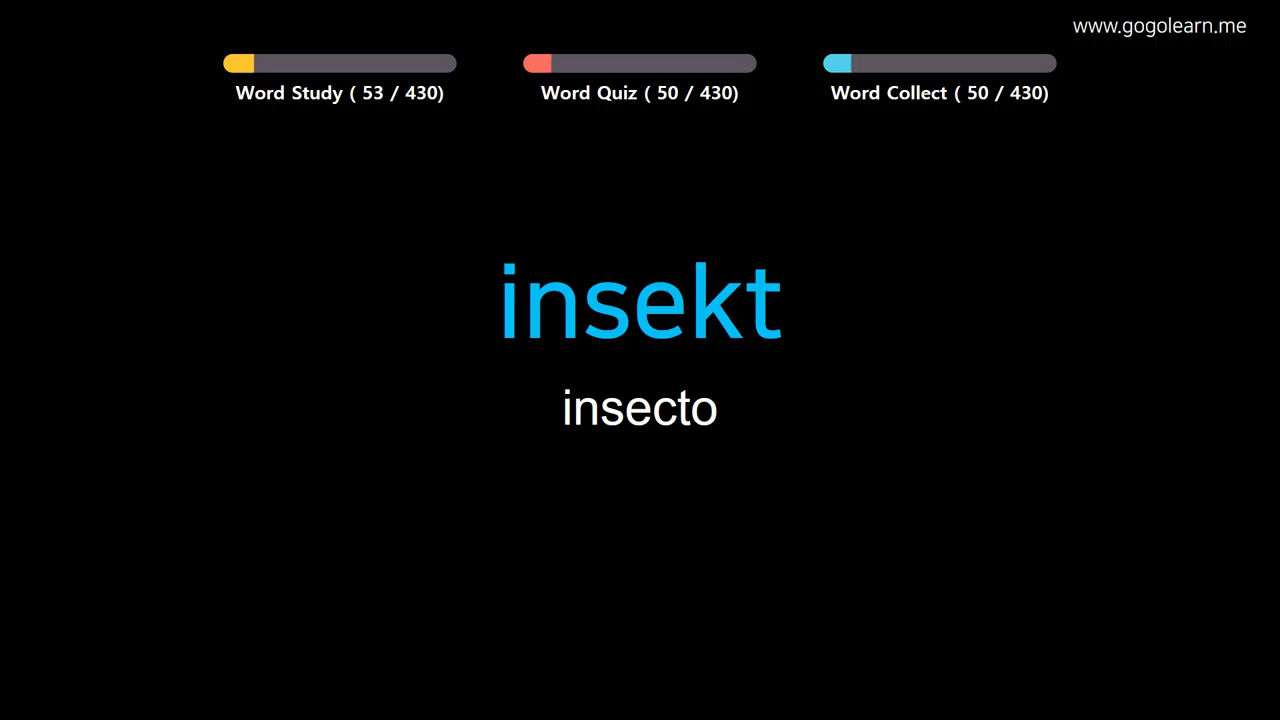 www.gogolearn.me
Word Study ( 53 / 430)
Word Quiz ( 50 / 430)
Word Collect ( 50 / 430)
insekt
insecto